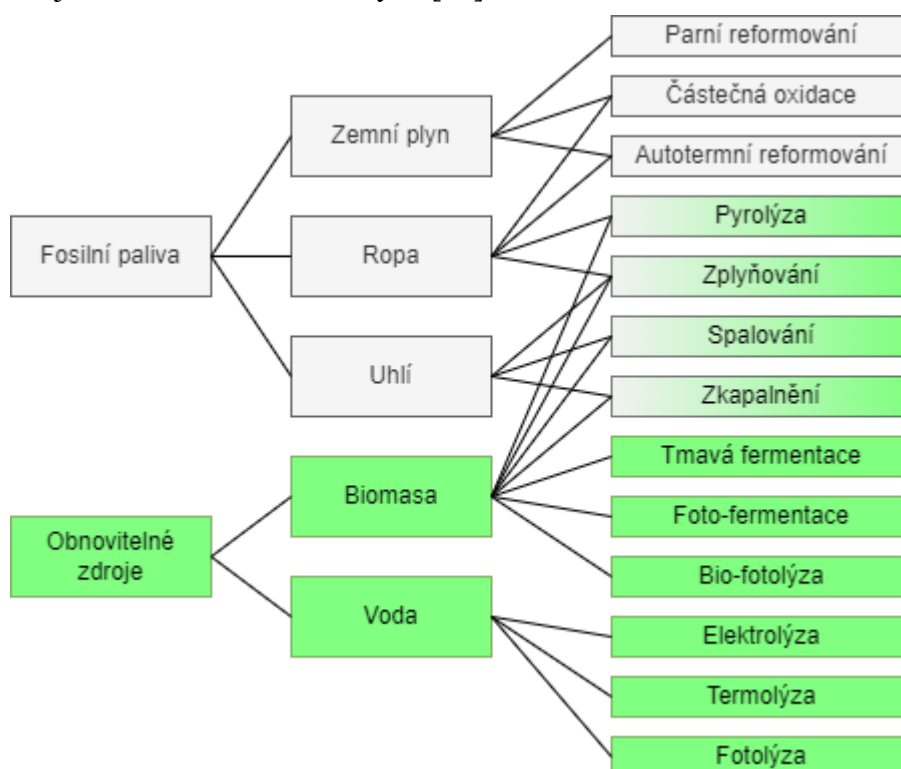 Parní reformování
Částečná oxidace
Zemní plyn
Autotermní reformování
Pyrolýza
Fosilní paliva
Ropa
Zplyňování
Spalování
Uhlí
Zkapalnění
Tmavá fermentace
Biomasa
Foto-fermentace
Obnovitelné
zdroje
Bio-fotolýza
Voda
Elektrolýza
Termolýza
Fotolýza